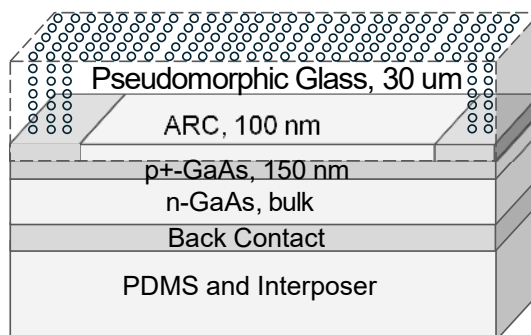 Pseudomorphic Glass, 30 um
ARC, 100 nm
p+-GaAs, 150 nm
n-GaAs, bulk
Back Contact
PDMS and Interposer